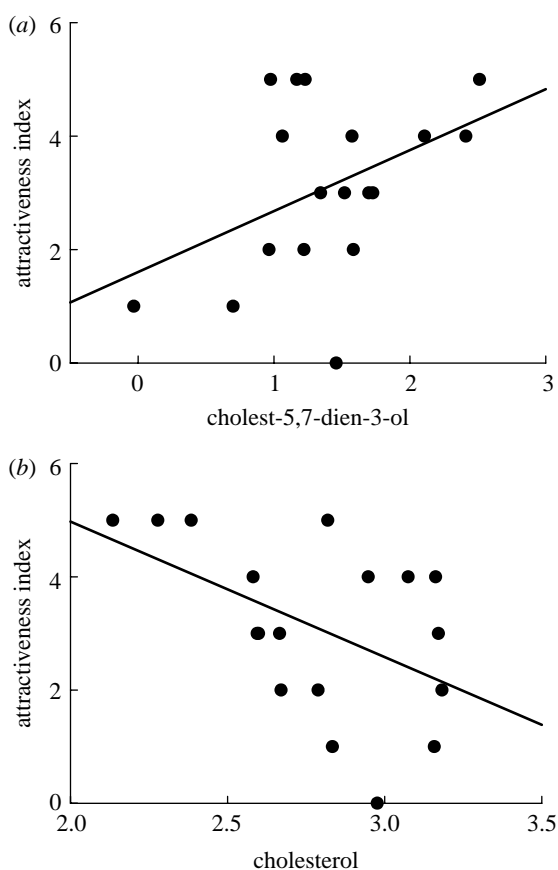 (a)
6
4
2
0
attractiveness index
0 1 2 3
cholest-5,7-dien-3-ol
(b)
6
4
2
0
attractiveness index
2.0 2.5 3.0 3.5
cholesterol